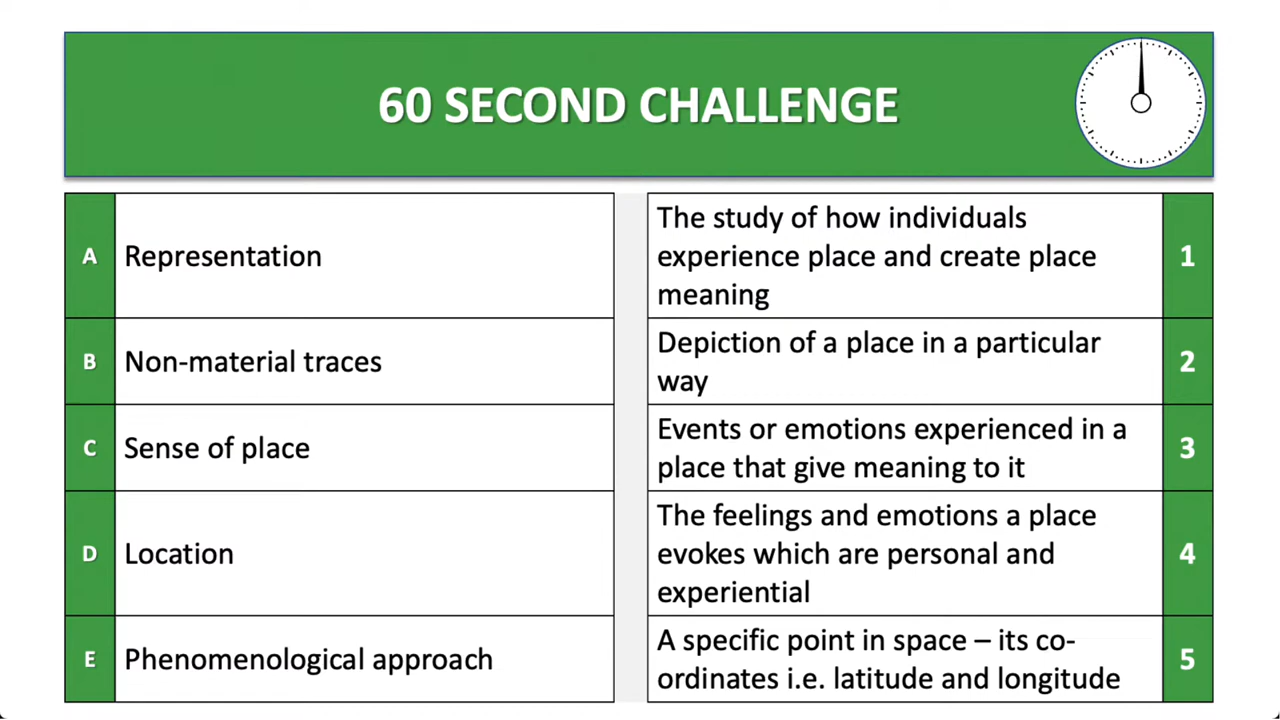 60 SECOND CHALLENGE
A
Representation
The study of how individuals
experience place and create place
meaning
1
B
Non-material traces
Depiction of a place in a particular
way
2
C
Sense of place
Events or emotions experienced in a
place that give meaning to it
3
D
Location
The feelings and emotions a place
evokes which are personal and
experiential
4
E
Phenomenological approach
A specific point in space – its co-
ordinates i.e. latitude and longitude
5